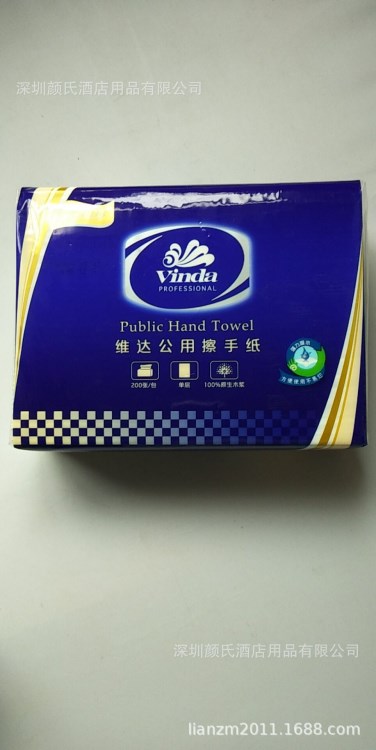 深圳颜氏酒店用品有限公司
Vinda
PROFESSIONAL
Public Hand Towel
维达公用擦手纸
200张/包
单层
100%原生木浆
深圳颜氏酒店用品有限公司
lianzm2011.1688.com